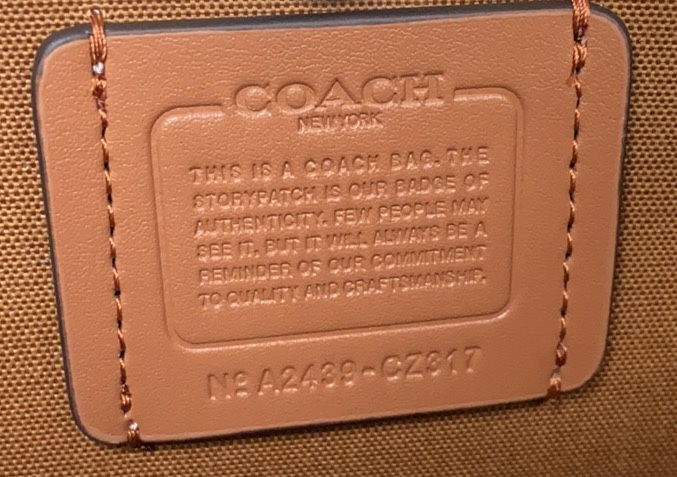 COACH
NEW YORK
THIS IS A COACH BAG. THE
STORYPATCH IS OUR BADGE OF
AUTHENTICITY. FEW PEOPLE MAY
SEE IT. BUT IT WILL ALWAYS BE A
REMINDER OF OUR COMMITMENT
TO QUALITY AND CRAFTSMANSHIP.
Nº A2439-CZ317